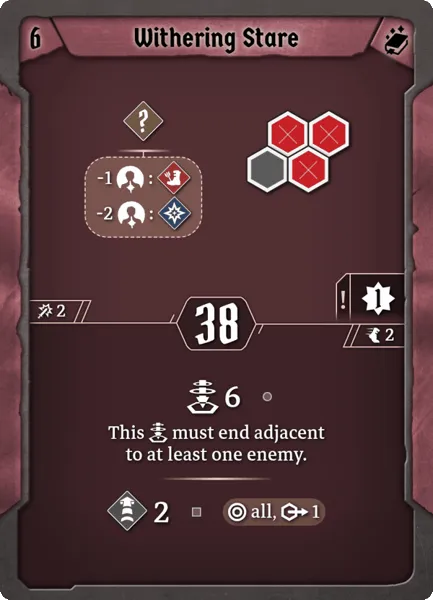 6 Withering Stare
?
-1 :
-2 :
2
38
! 1
2
6
This must end adjacent
to at least one enemy.
2 all, 1